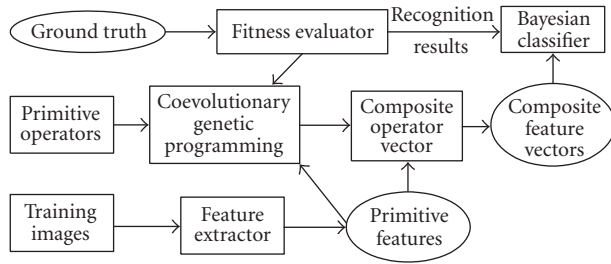 Ground truth
Fitness evaluator
Recognition
results
Bayesian
classifier
Primitive
operators
Coevolutionary
genetic
programming
Composite
operator
vector
Composite
feature
vectors
Training
images
Feature
extractor
Primitive
features